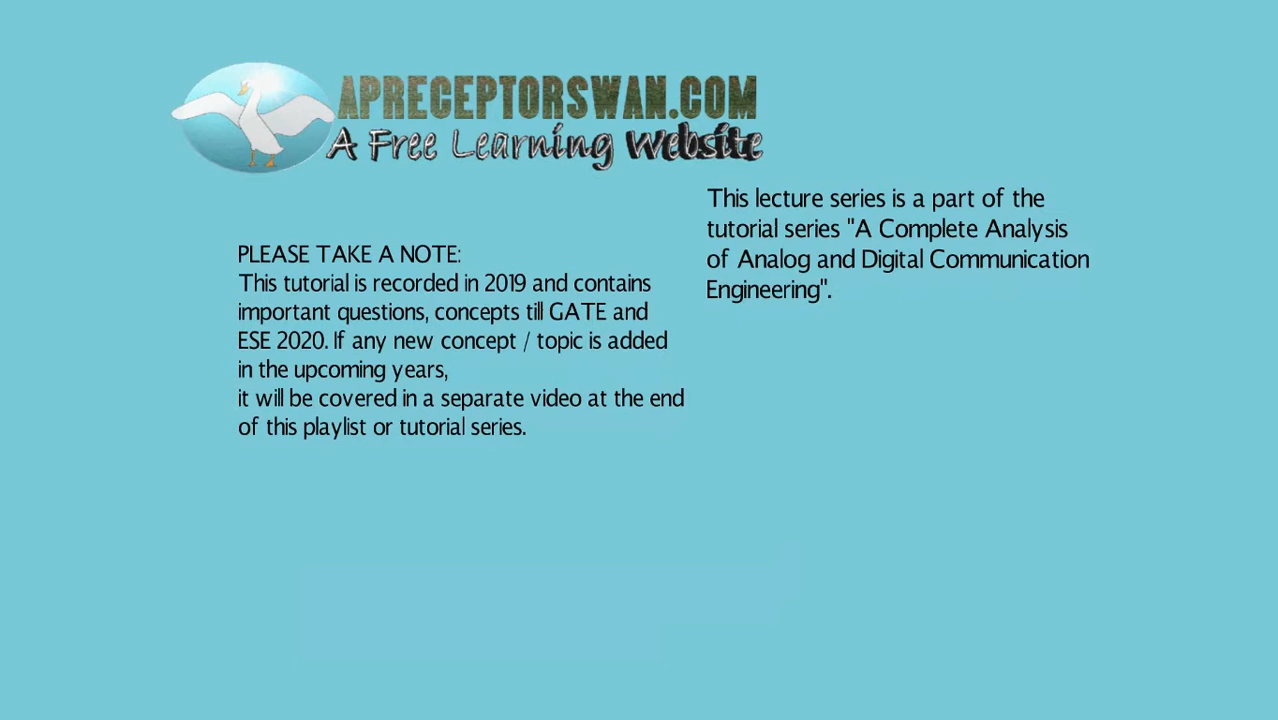 APRECEPTORSWAN.COM
A Free Learning Website
This lecture series is a part of the
tutorial series "A Complete Analysis
of Analog and Digital Communication
Engineering".
PLEASE TAKE A NOTE:
This tutorial is recorded in 2019 and contains
important questions, concepts till GATE and
ESE 2020. If any new concept / topic is added
in the upcoming years,
it will be covered in a separate video at the end
of this playlist or tutorial series.